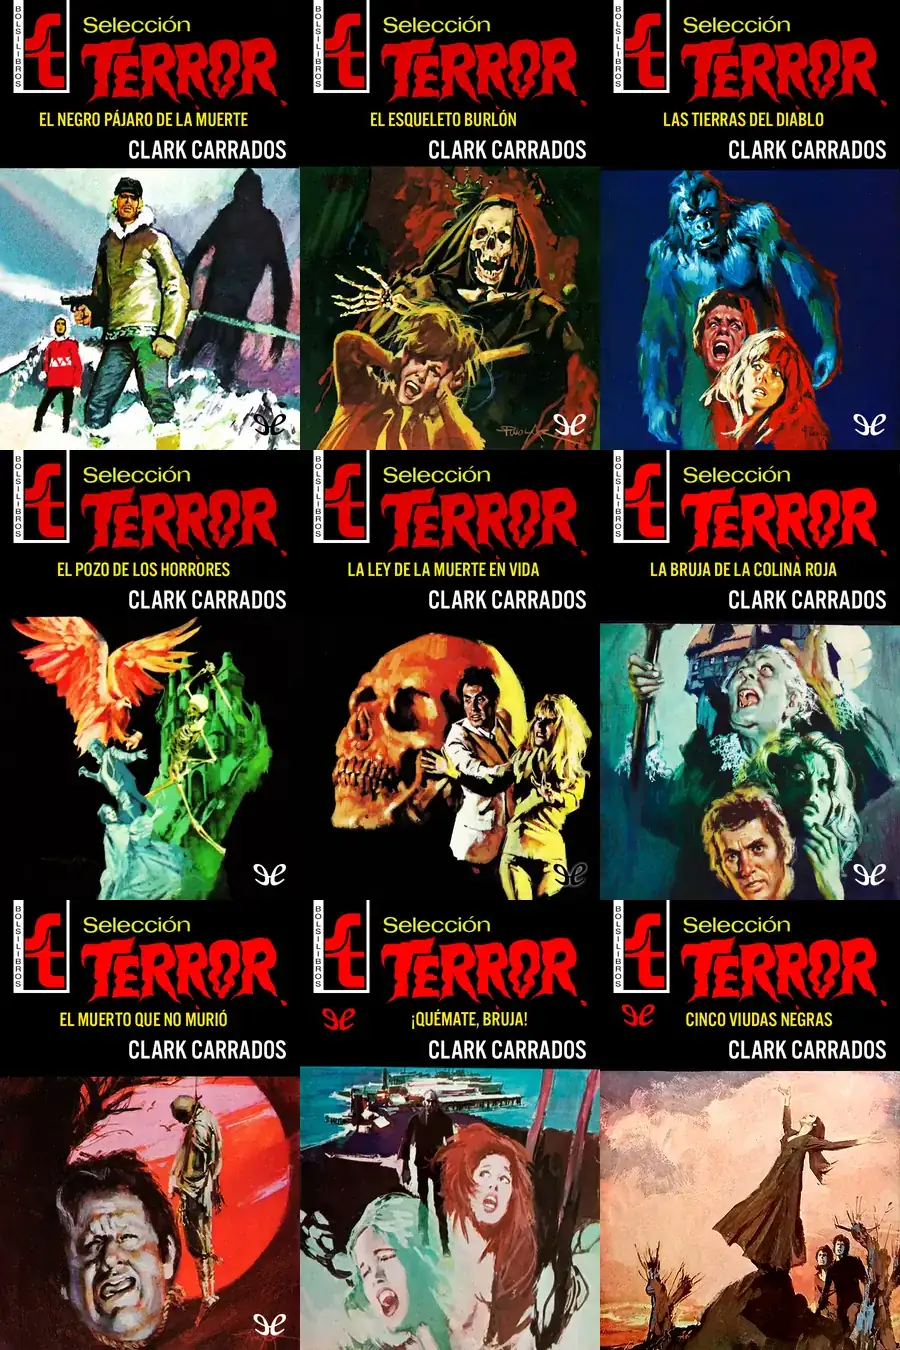 BOLSILIBROS
Selección
TERROR
EL NEGRO PÁJARO DE LA MUERTE
CLARK CARRADOS
BOLSILIBROS
Selección
TERROR
EL ESQUELETO BURLÓN
CLARK CARRADOS
BOLSILIBROS
Selección
TERROR
LAS TIERRAS DEL DIABLO
CLARK CARRADOS
BOLSILIBROS
Selección
TERROR
EL POZO DE LOS HORRORES
CLARK CARRADOS
BOLSILIBROS
Selección
TERROR
LA LEY DE LA MUERTE EN VIDA
CLARK CARRADOS
BOLSILIBROS
Selección
TERROR
LA BRUJA DE LA COLINA ROJA
CLARK CARRADOS
BOLSILIBROS
Selección
TERROR
EL MUERTO QUE NO MURIÓ
CLARK CARRADOS
BOLSILIBROS
Selección
TERROR
¡QUÉMATE, BRUJA!
CLARK CARRADOS
BOLSILIBROS
Selección
TERROR
CINCO VIUDAS NEGRAS
CLARK CARRADOS